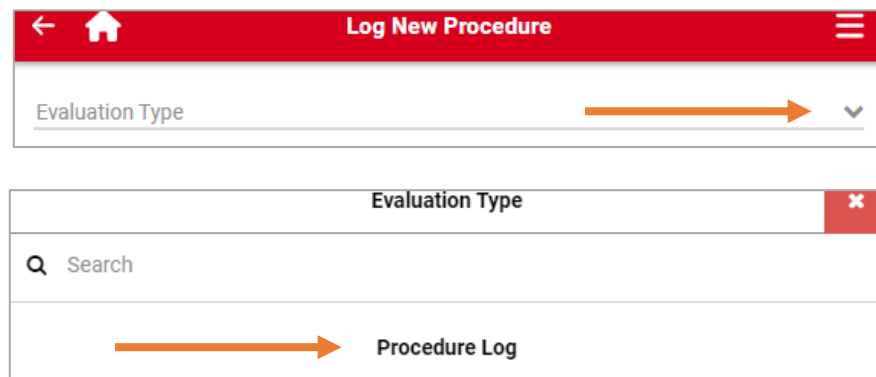 Log New Procedure
Evaluation Type
Evaluation Type
Search
Procedure Log